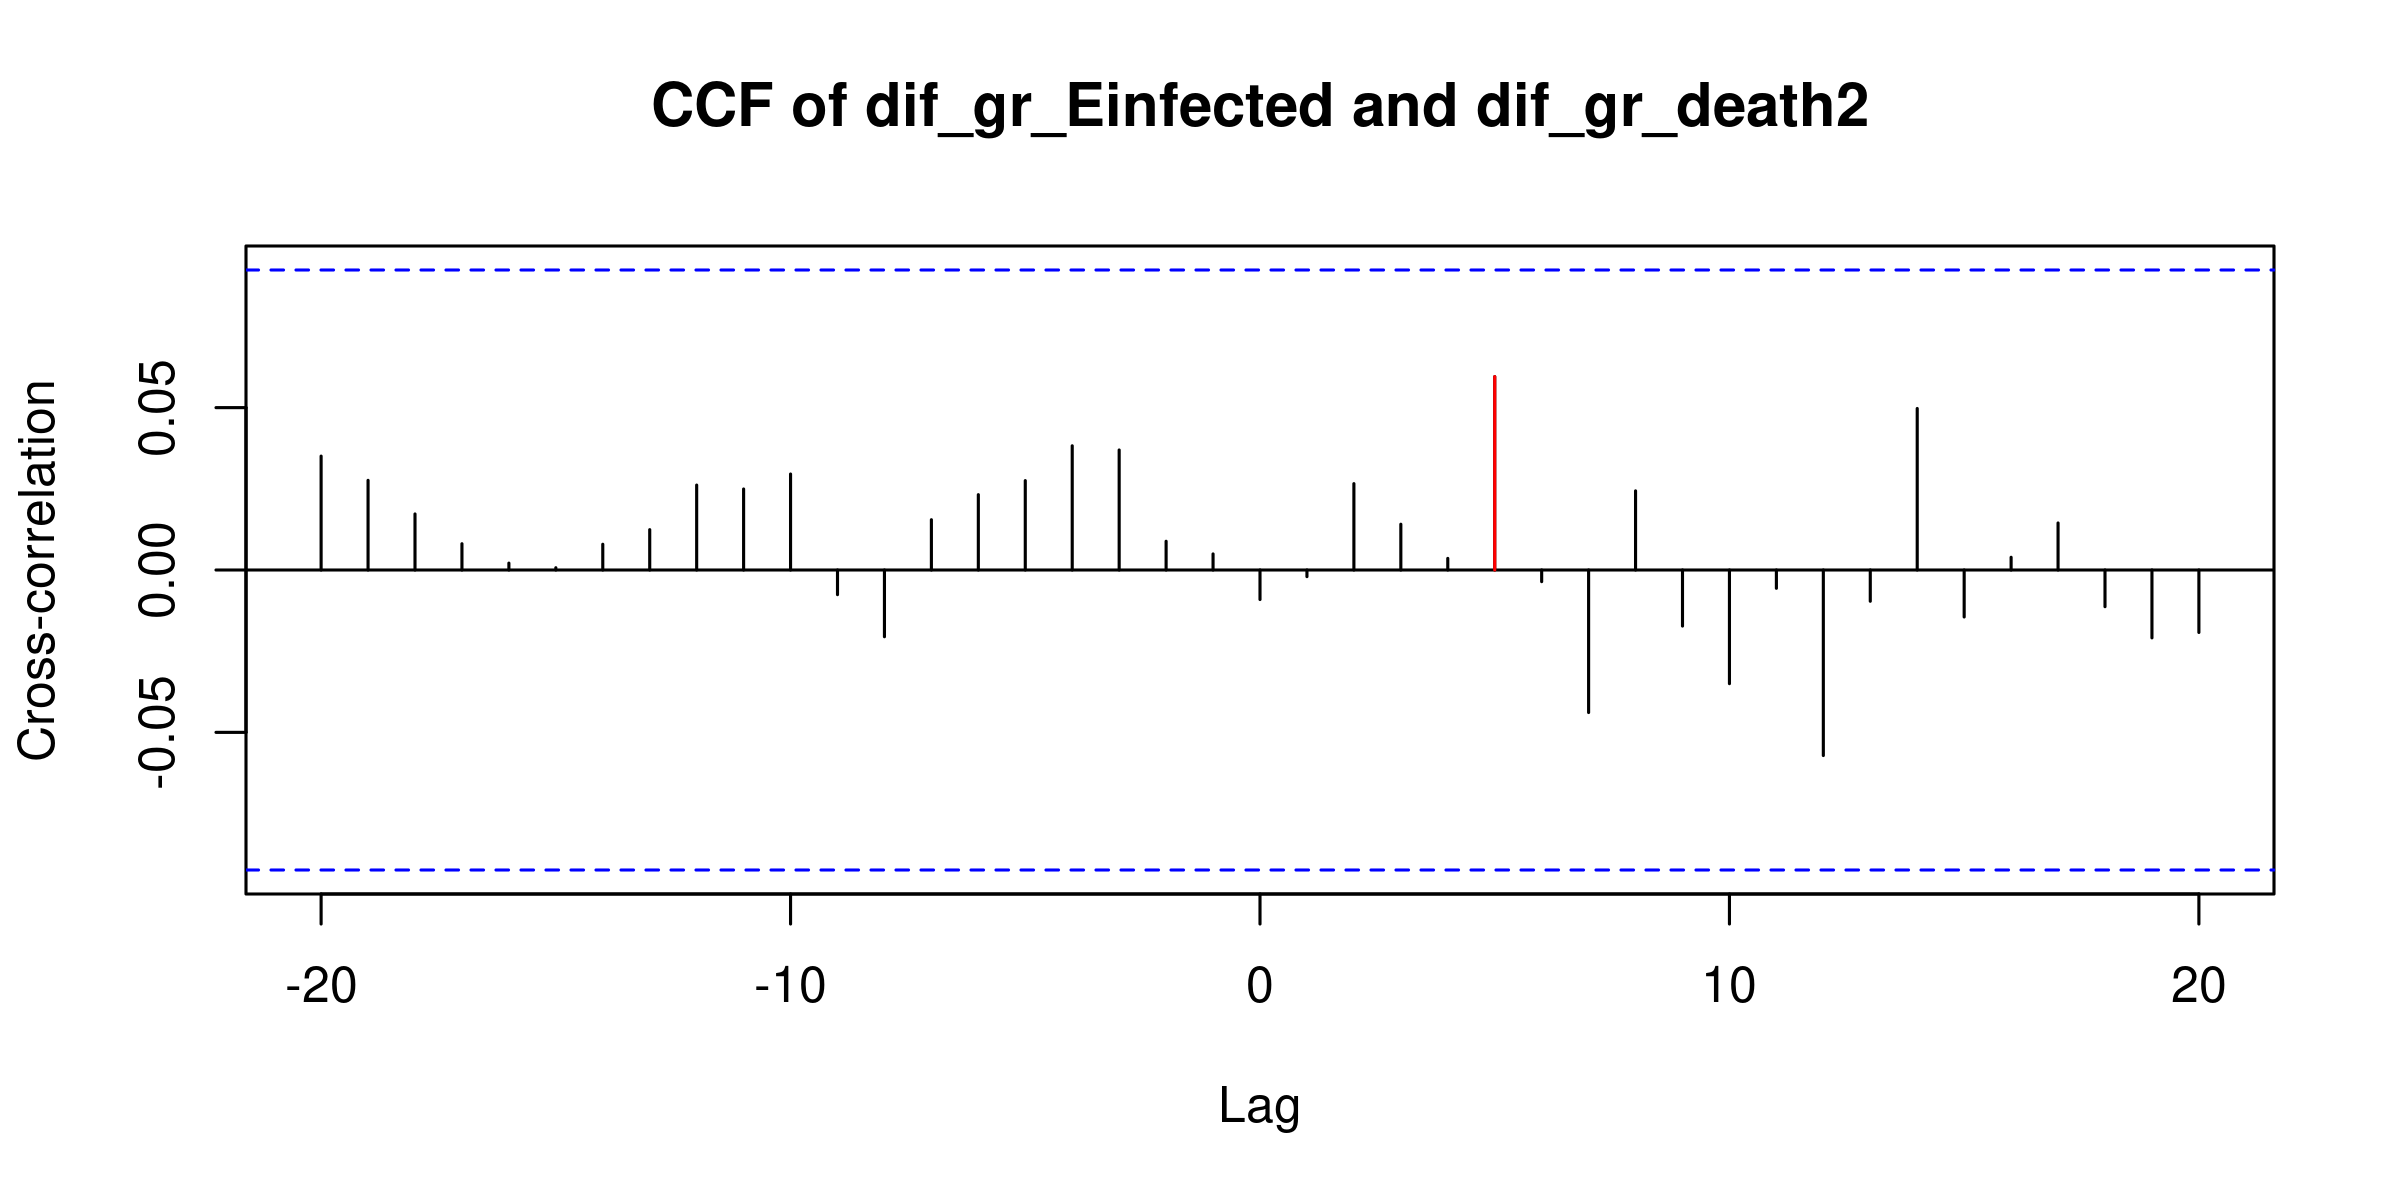 CCF of dif_gr_Einfected and dif_gr_death2
Cross-correlation
0.05
0.00
-0.05
-20 -10 0 10 20
Lag